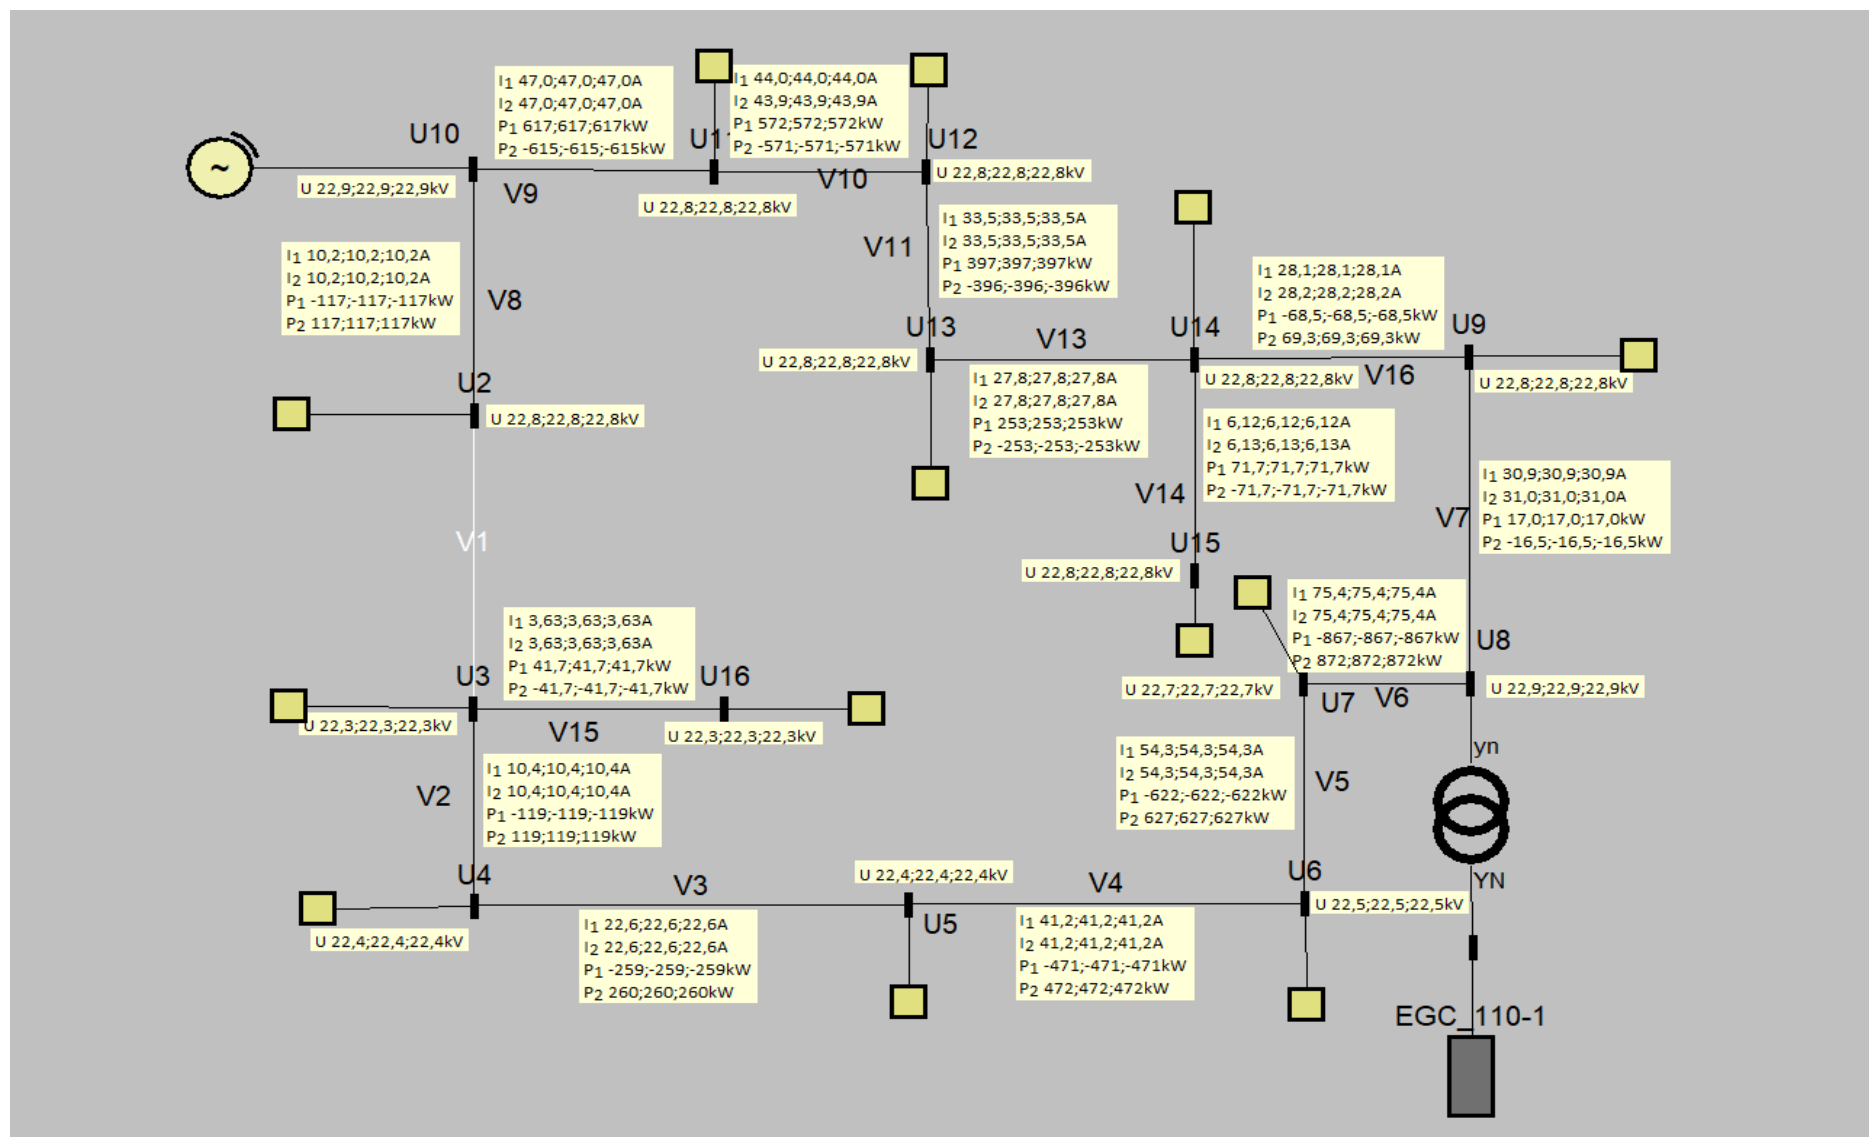 I1 47,0;47,0;47,0A
I2 47,0;47,0;47,0A
P1 617;617;617kW
P2 -615;-615;-615kW
I1 44,0;44,0;44,0A
I2 43,9;43,9;43,9A
P1 572;572;572kW
P2 -571;-571;-571kW
U10
U11
U12
~
U 22,9;22,9;22,9kV
V9
V10
U 22,8;22,8;22,8kV
U 22,8;22,8;22,8kV
I1 10,2;10,2;10,2A
I2 10,2;10,2;10,2A
P1 -117;-117;-117kW
P2 117;117;117kW
V8
V11
I1 33,5;33,5;33,5A
I2 33,5;33,5;33,5A
P1 397;397;397kW
P2 -396;-396;-396kW
I1 28,1;28,1;28,1A
I2 28,2;28,2;28,2A
P1 -68,5;-68,5;-68,5kW
P2 69,3;69,3;69,3kW
U13
V13
U14
U9
U 22,8;22,8;22,8kV
U 22,8;22,8;22,8kV
V16
U 22,8;22,8;22,8kV
U2
U 22,8;22,8;22,8kV
I1 27,8;27,8;27,8A
I2 27,8;27,8;27,8A
P1 253;253;253kW
P2 -253;-253;-253kW
I1 6,12;6,12;6,12A
I2 6,13;6,13;6,13A
P1 71,7;71,7;71,7kW
P2 -71,7;-71,7;-71,7kW
V14
V7
I1 30,9;30,9;30,9A
I2 31,0;31,0;31,0A
P1 17,0;17,0;17,0kW
P2 -16,5;-16,5;-16,5kW
V1
U15
U 22,8;22,8;22,8kV
I1 75,4;75,4;75,4A
I2 75,4;75,4;75,4A
P1 -867;-867;-867kW
P2 872;872;872kW
U8
I1 3,63;3,63;3,63A
I2 3,63;3,63;3,63A
P1 41,7;41,7;41,7kW
P2 -41,7;-41,7;-41,7kW
U3
U16
U 22,7;22,7;22,7kV
U7
V6
U 22,9;22,9;22,9kV
U 22,3;22,3;22,3kV
V15
U 22,3;22,3;22,3kV
yn
V2
I1 10,4;10,4;10,4A
I2 10,4;10,4;10,4A
P1 -119;-119;-119kW
P2 119;119;119kW
I1 54,3;54,3;54,3A
I2 54,3;54,3;54,3A
P1 -622;-622;-622kW
P2 627;627;627kW
V5
U4
V3
U 22,4;22,4;22,4kV
V4
U6
YN
U 22,4;22,4;22,4kV
I1 22,6;22,6;22,6A
I2 22,6;22,6;22,6A
P1 -259;-259;-259kW
P2 260;260;260kW
U5
I1 41,2;41,2;41,2A
I2 41,2;41,2;41,2A
P1 -471;-471;-471kW
P2 472;472;472kW
U 22,5;22,5;22,5kV
EGC_110-1